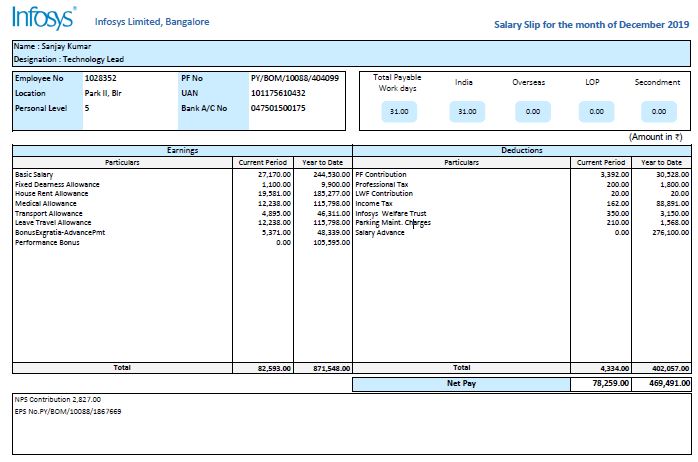 Infosys Infosys Limited, Bangalore Salary Slip for the month of December 2019
Name : Sanjay Kumar
Designation : Technology Lead
Employee No 1028352 PF No PY/BOM/10088/404099 Total Payable Work days India Overseas LOP Secondment
Location Park II, Blr UAN 101175610432
Personal Level 5 Bank A/C No 047501500175 31.00 31.00 0.00 0.00 0.00
(Amount in ₹)
Earnings Deductions
Particulars Current Period Year to Date Particulars Current Period Year to Date
Basic Salary 27,170.00 244,530.00 PF Contribution 3,392.00 30,528.00
Fixed Dearness Allowance 1,100.00 9,900.00 Professional Tax 200.00 1,800.00
House Rent Allowance 19,581.00 185,277.00 LWF Contribution 20.00 20.00
Medical Allowance 12,238.00 115,798.00 Income Tax 162.00 88,891.00
Transport Allowance 4,895.00 46,311.00 Infosys Welfare Trust 350.00 3,150.00
Leave Travel Allowance 12,238.00 115,798.00 Parking Maint. Charges 210.00 1,568.00
BonusExgratia-AdvancePmt 5,371.00 48,339.00 Salary Advance 0.00 276,100.00
Performance Bonus 0.00 105,595.00
Total 82,593.00 871,548.00 Total 4,334.00 402,057.00
Net Pay 78,259.00 469,491.00
NPS Contribution 2,827.00
EPS No.PY/BOM/10088/1867669